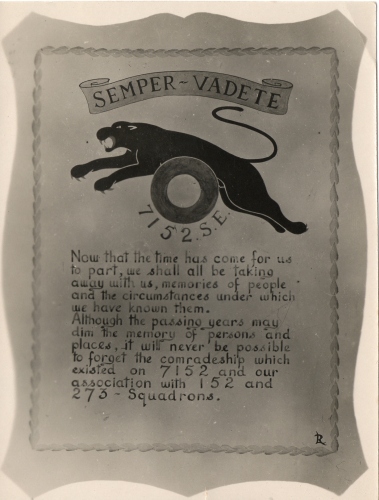 SEMPER-VADETE
7152.S.E.
Now that the time has come for us
to part, we shall all be taking
away with us, memories of people
and the circumstances under which
we have known them.
Although the passing years may
dim the memory of persons and
places, it will never be possible
to forget the comradeship which
existed on 7152 and our
association with 152 and
273 - Squadrons.